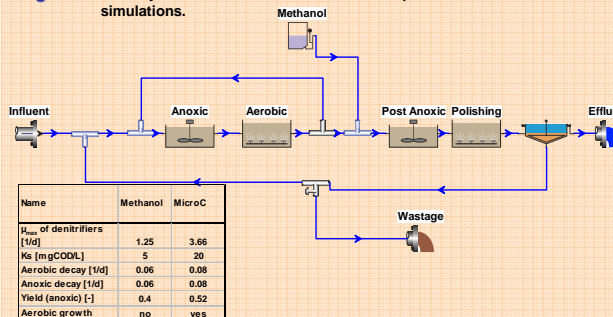 simulations.
Methanol
Influent
Anoxic
Aerobic
Post Anoxic
Polishing
Efflu
Wastage
Name Methanol MicroC
μmax of denitrifiers
[1/d] 1.25 3.66
Ks [mgCOD/L] 5 20
Aerobic decay [1/d] 0.06 0.08
Anoxic decay [1/d] 0.06 0.08
Yield (anoxic) [-] 0.4 0.52
Aerobic growth no yes